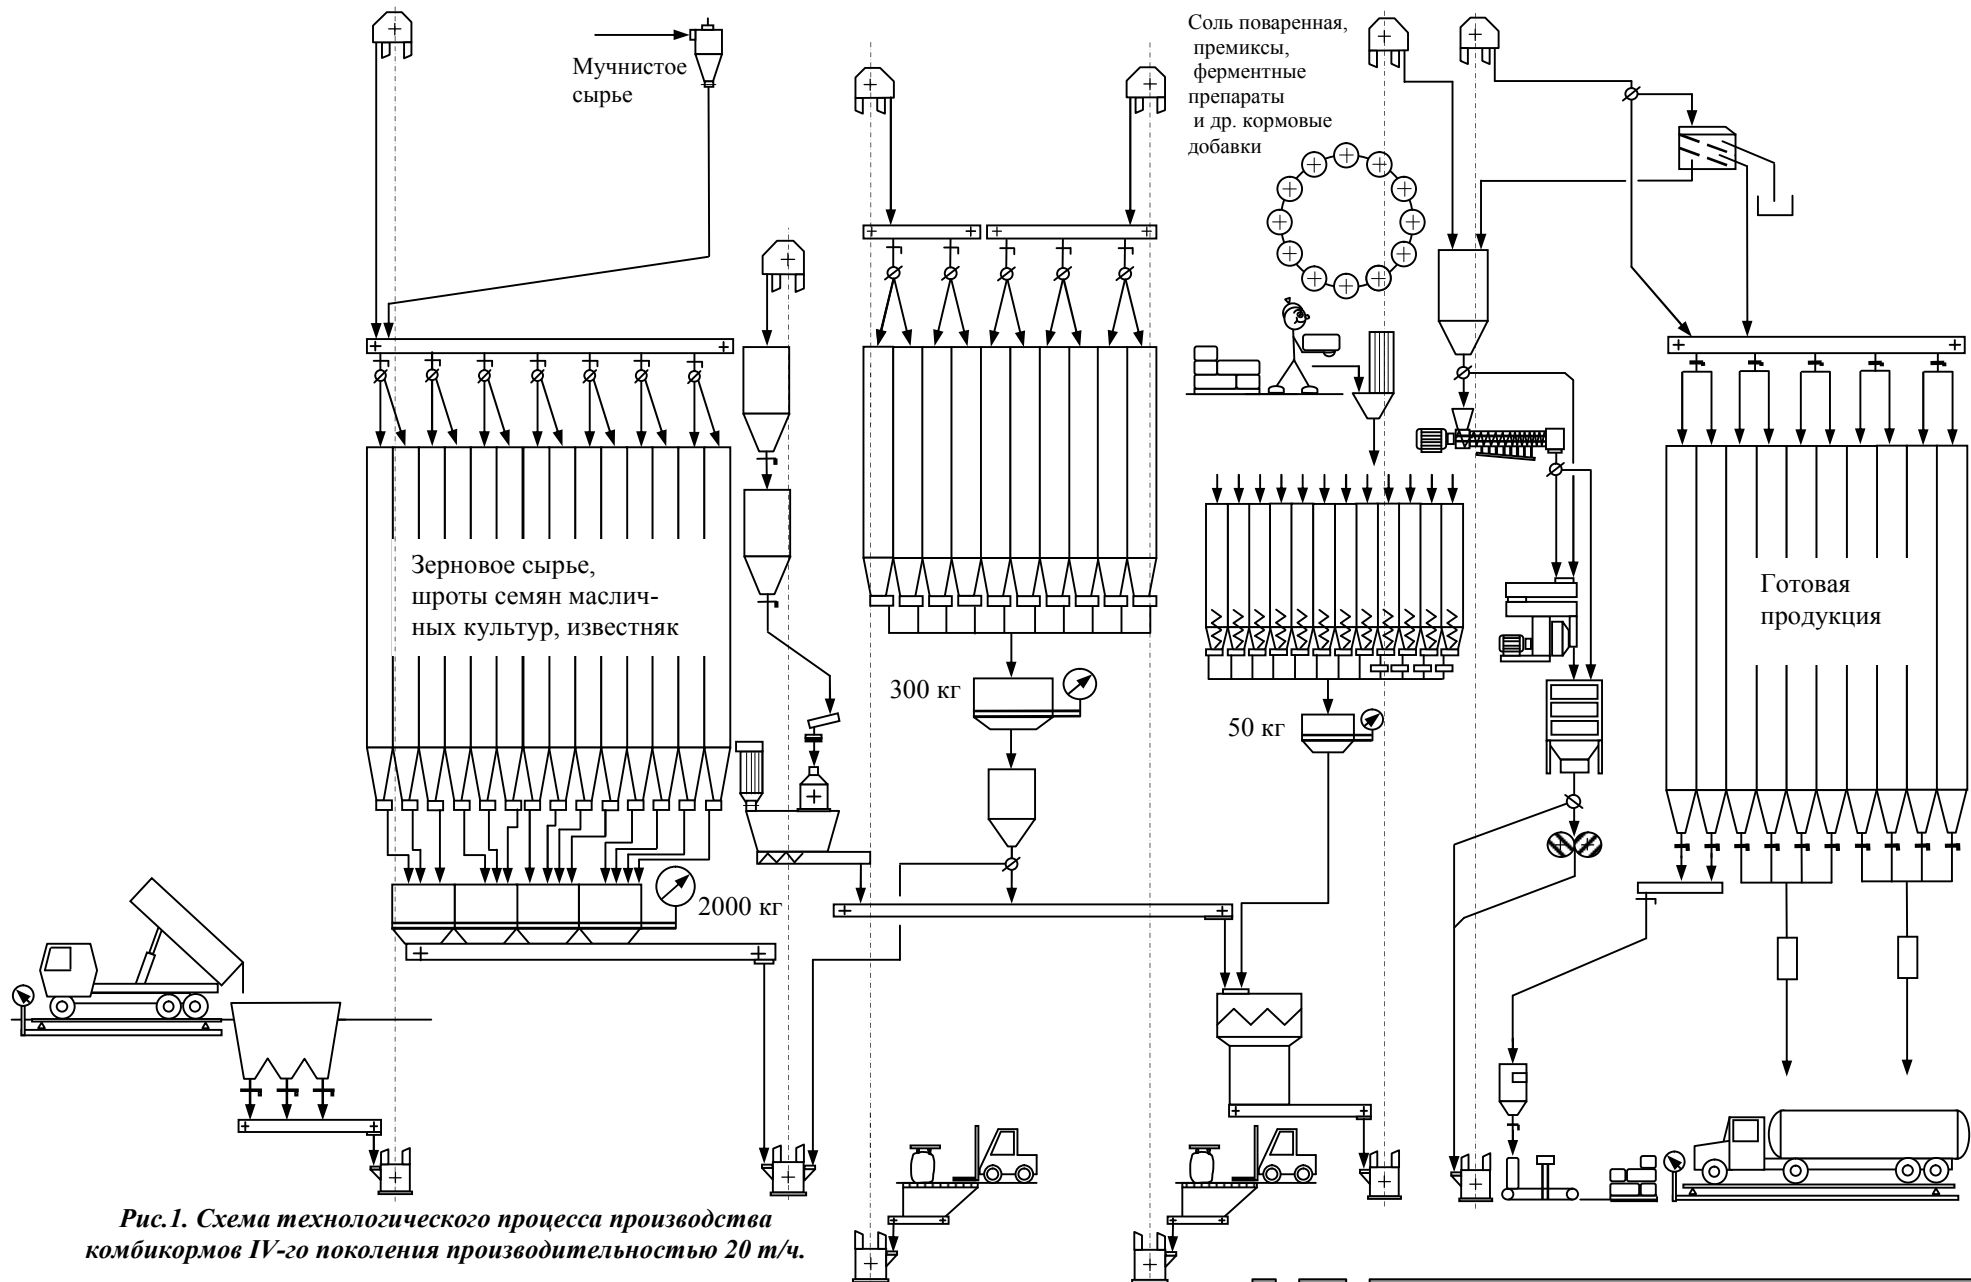 Мучнистое
сырье
Соль поваренная,
премиксы,
ферментные
препараты
и др. кормовые
добавки
Зерновое сырье,
шроты семян маслич-
ных культур, известняк
Готовая
продукция
300 кг
50 кг
2000 кг
Рис.1. Схема технологического процесса производства
комбикормов IV-го поколения производительностью 20 т/ч.